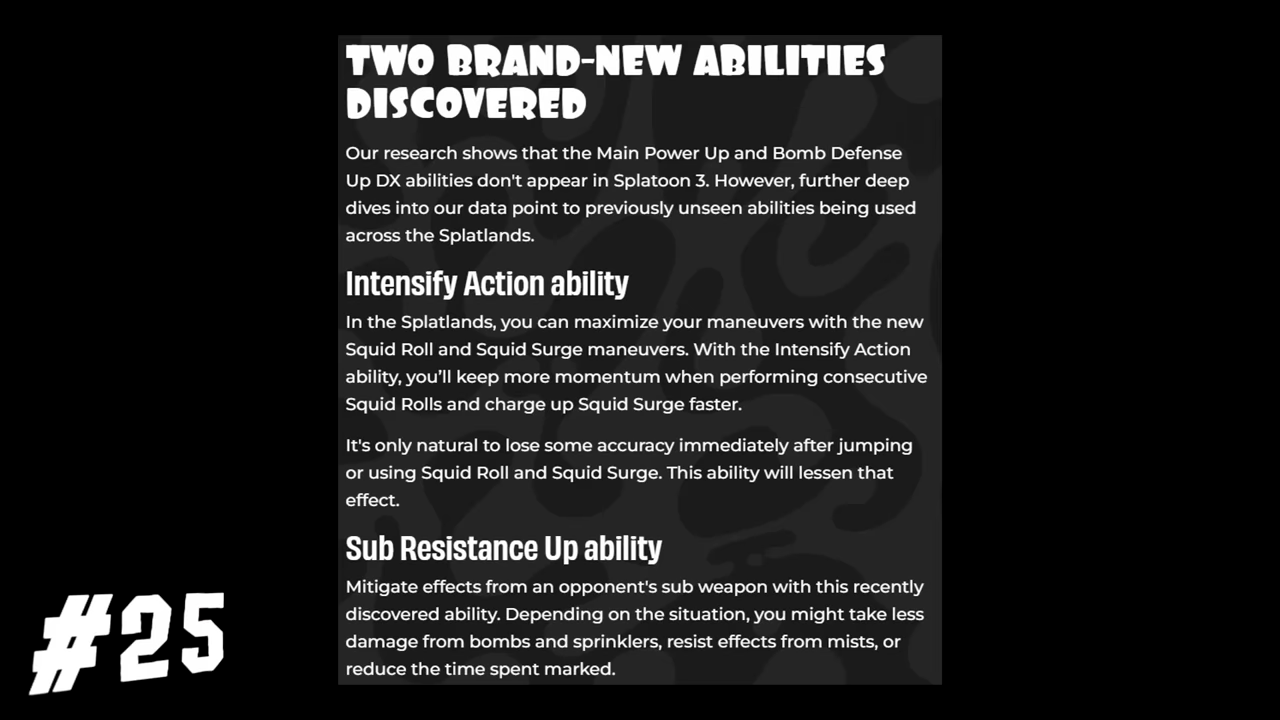 TWO BRAND-NEW ABILITIES
DISCOVERED
Our research shows that the Main Power Up and Bomb Defense
Up DX abilities don't appear in Splatoon 3. However, further deep
dives into our data point to previously unseen abilities being used
across the Splatlands.
Intensify Action ability
In the Splatlands, you can maximize your maneuvers with the new
Squid Roll and Squid Surge maneuvers. With the Intensify Action
ability, you’ll keep more momentum when performing consecutive
Squid Rolls and charge up Squid Surge faster.
It's only natural to lose some accuracy immediately after jumping
or using Squid Roll and Squid Surge. This ability will lessen that
effect.
Sub Resistance Up ability
Mitigate effects from an opponent's sub weapon with this recently
discovered ability. Depending on the situation, you might take less
damage from bombs and sprinklers, resist effects from mists, or
reduce the time spent marked.
#25